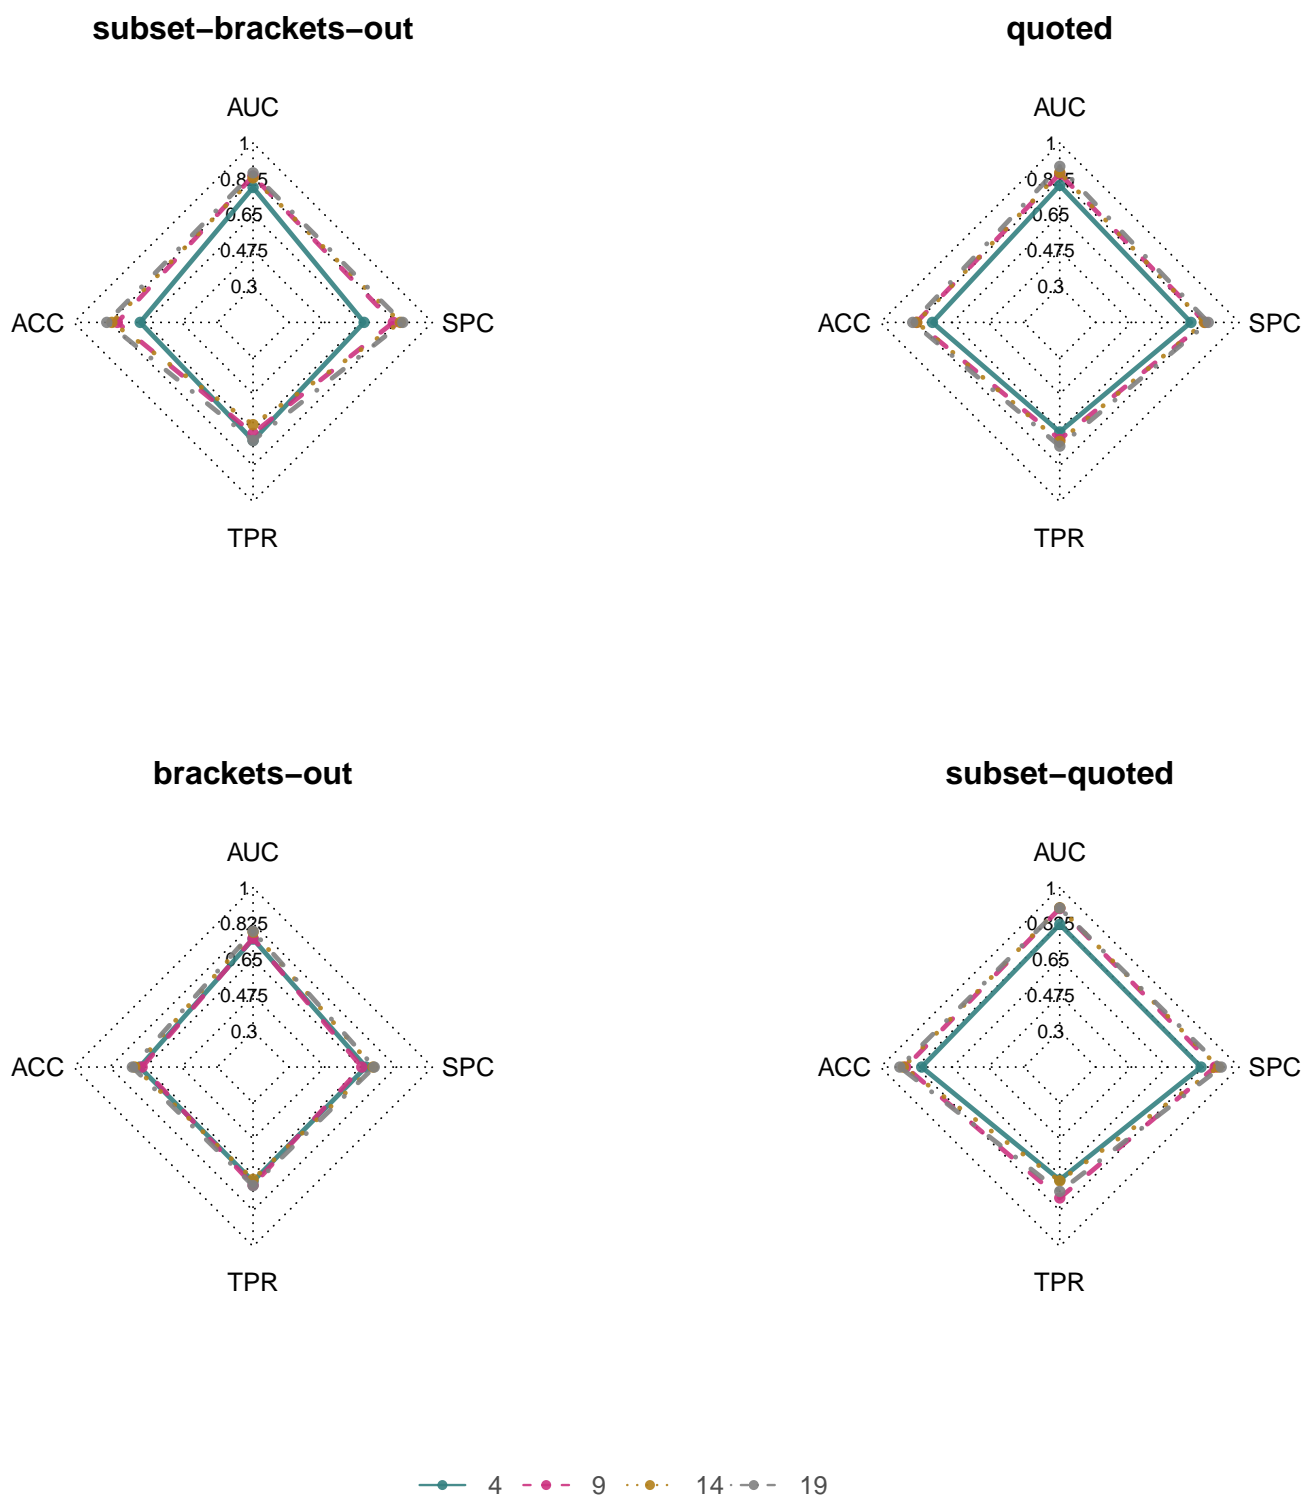 subset–brackets–out
quoted
AUC
1
0.825
0.65
0.475
0.3
ACC
SPC
TPR
AUC
1
0.825
0.65
0.475
0.3
ACC
SPC
TPR
brackets–out
subset–quoted
AUC
1
0.825
0.65
0.475
0.3
ACC
SPC
TPR
AUC
1
0.825
0.65
0.475
0.3
ACC
SPC
TPR
4 9 14 19